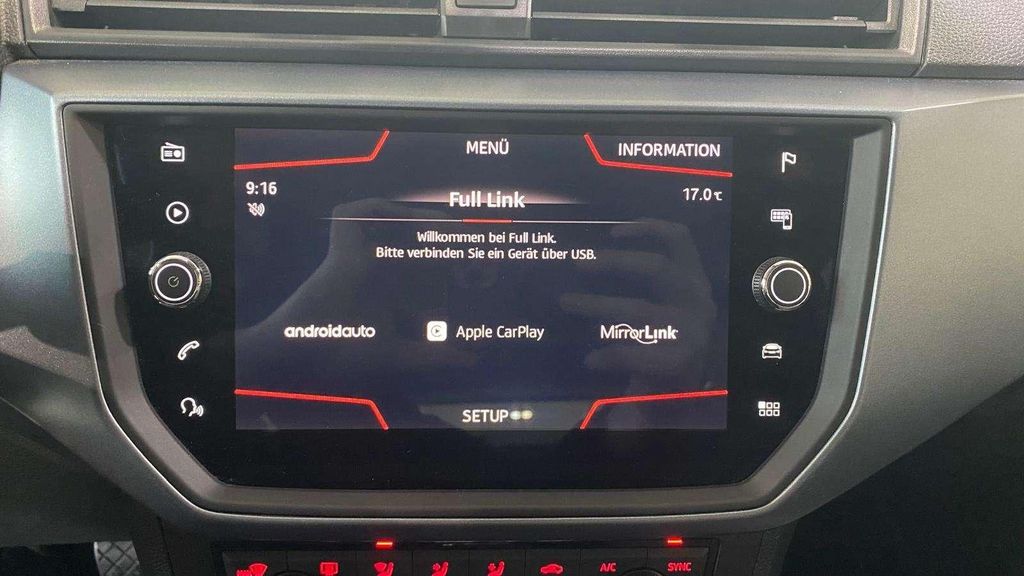 MENÜ
INFORMATION
9:16
17.0 °C
Full Link
Willkommen bei Full Link.
Bitte verbinden Sie ein Gerät über USB.
androidauto
Apple CarPlay
MirrorLink
SETUP
A/C
SYNC